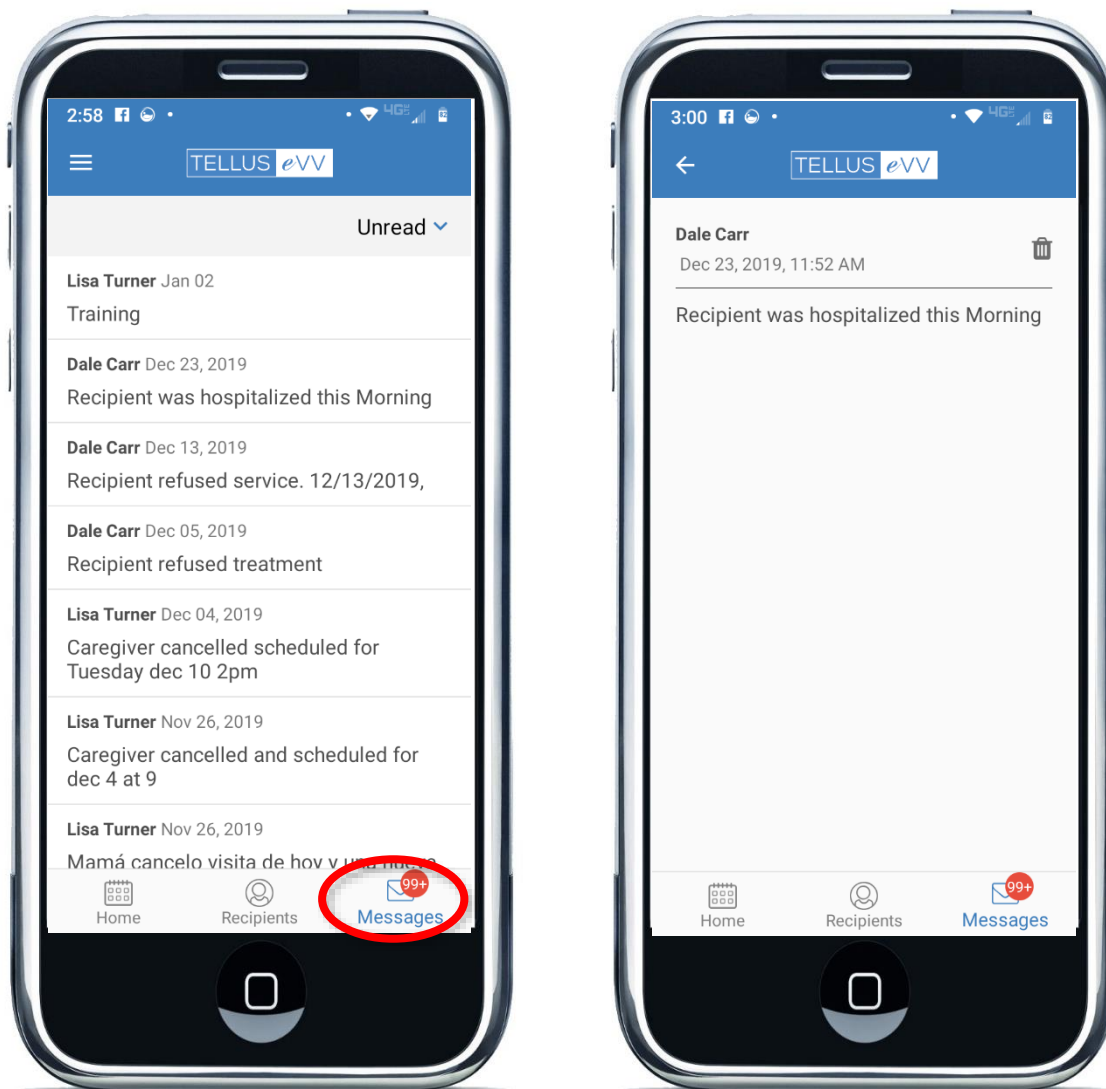 2:58
4G
TELLUS eVV
Unread
Lisa Turner Jan 02
Training
Dale Carr Dec 23, 2019
Recipient was hospitalized this Morning
Dale Carr Dec 13, 2019
Recipient refused service. 12/13/2019,
Dale Carr Dec 05, 2019
Recipient refused treatment
Lisa Turner Dec 04, 2019
Caregiver cancelled scheduled for
Tuesday dec 10 2pm
Lisa Turner Nov 26, 2019
Caregiver cancelled and scheduled for
dec 4 at 9
Lisa Turner Nov 26, 2019
Mamá cancelo visita de hoy y una
99+
Home Recipients Messages
3:00
4G
TELLUS eVV
Dale Carr
Dec 23, 2019, 11:52 AM
Recipient was hospitalized this Morning
99+
Home Recipients Messages